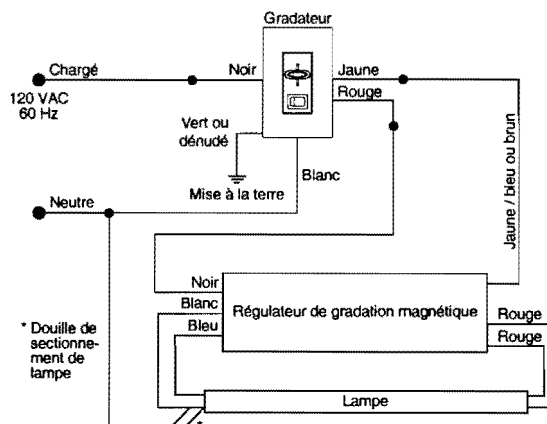 Gradateur
Chargé
Noir
Jaune
120 VAC
60 Hz
Rouge
Vert ou
dénudé
Blanc
Mise à la terre
Jaune / bleu ou brun
Neutre
Noir
Blanc
Bleu
Régulateur de gradation magnétique
Rouge
Rouge
* Douille de
sectionne-
ment de
lampe
Lampe
*